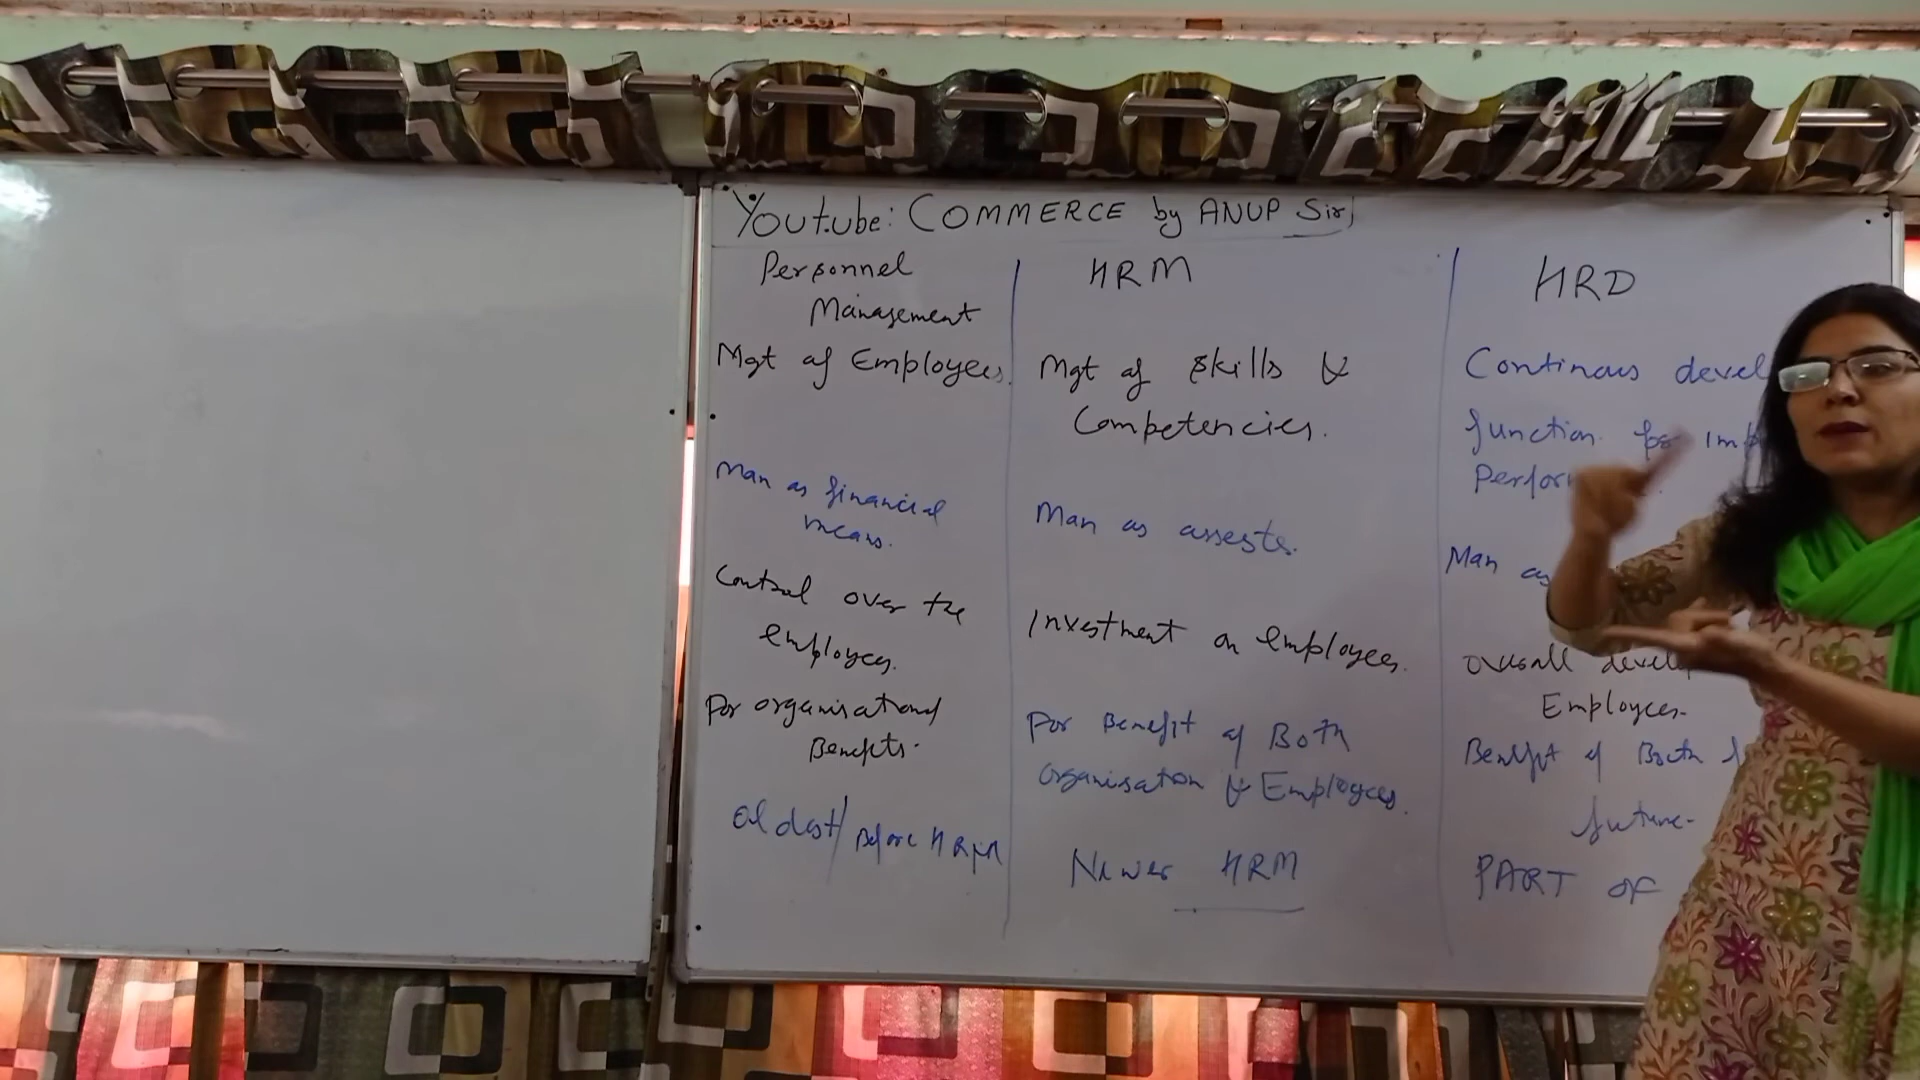 Youtube: COMMERCE by ANUP Sir
Personnel
Management
HRM
HRD
Mgt of Employees.
Mgt of Skills &
Competencies.
Continous devel
function for imp
Perfor
Man as financial
means.
Man as assests.
Man as
Control over the
employees.
Investment on employees.
Overall develp
Employees-
For organisational
Benefits.
For Benefit of Both
organisation & Employees.
Benefit of Both
future-
Oldest/Before HRM
Newer HRM
PART OF